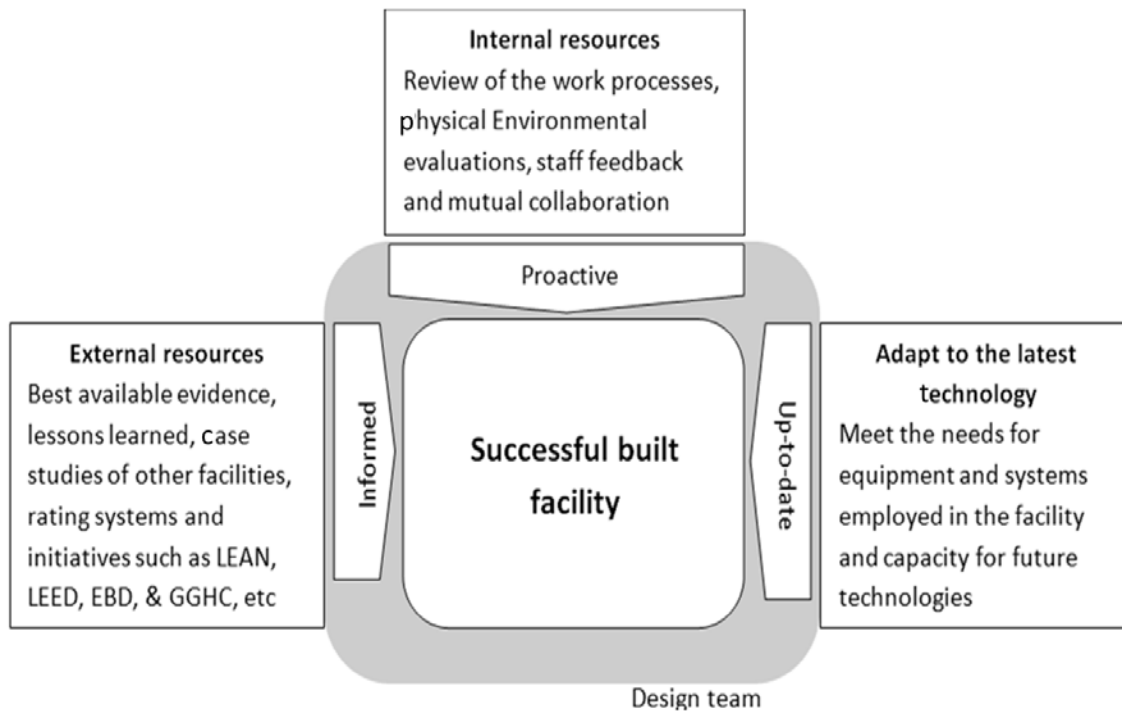 Internal resources
Review of the work processes,
physical Environmental
evaluations, staff feedback
and mutual collaboration
Proactive
External resources
Best available evidence,
lessons learned, case
studies of other facilities,
rating systems and
initiatives such as LEAN,
LEED, EBD, & GGHC, etc
Informed
Successful built
facility
Up-to-date
Adapt to the latest
technology
Meet the needs for
equipment and systems
employed in the facility
and capacity for future
technologies
Design team